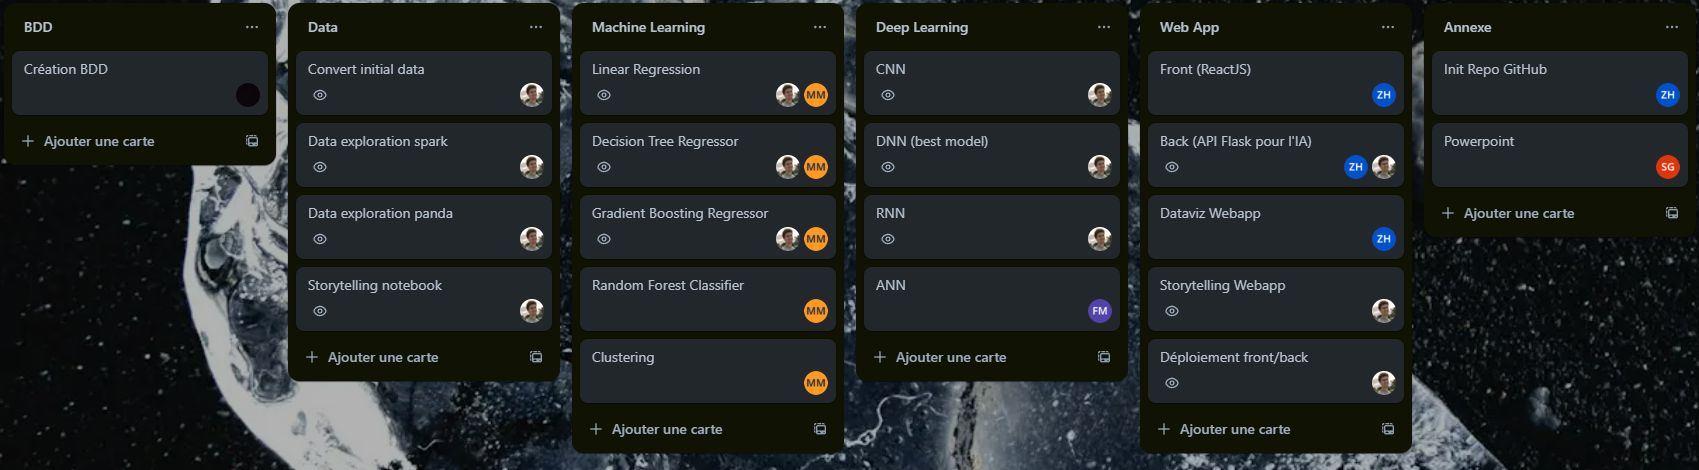 BDD
Création BDD
Ajouter une carte
Data
Convert initial data
Data exploration spark
Data exploration panda
Storytelling notebook
Ajouter une carte
Machine Learning
Linear Regression
MM
Decision Tree Regressor
MM
Gradient Boosting Regressor
MM
Random Forest Classifier
MM
Clustering
MM
Ajouter une carte
Deep Learning
CNN
DNN (best model)
RNN
ANN
FM
Ajouter une carte
Web App
Front (ReactJS)
ZH
Back (API Flask pour l'IA)
ZH
Dataviz Webapp
ZH
Storytelling Webapp
Déploiement front/back
Ajouter une carte
Annexe
Init Repo GitHub
ZH
Powerpoint
SG
Ajouter une carte